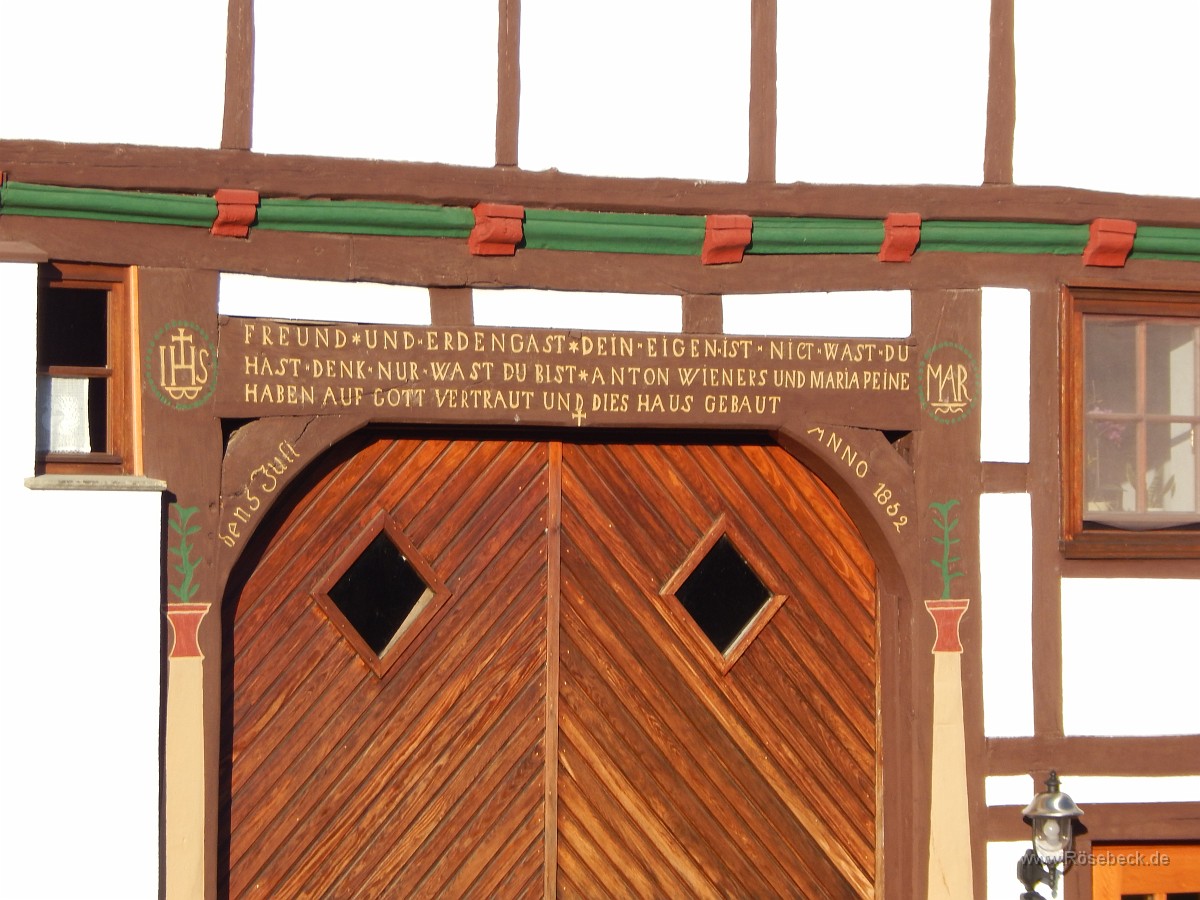 FREUND*UND·ERDENGAST*DEIN·EIGEN·IST·NICT·WAST·DU
HAST·DENK·NUR·WAST DU BIST*ANTON WIENERS UND MARIA PEINE
HABEN AUF GOTT VERTRAUT UND DIES HAUS GEBAUT
IHS
MAR
den 5 Juli
ANNO 1852
www.Rösebeck.de